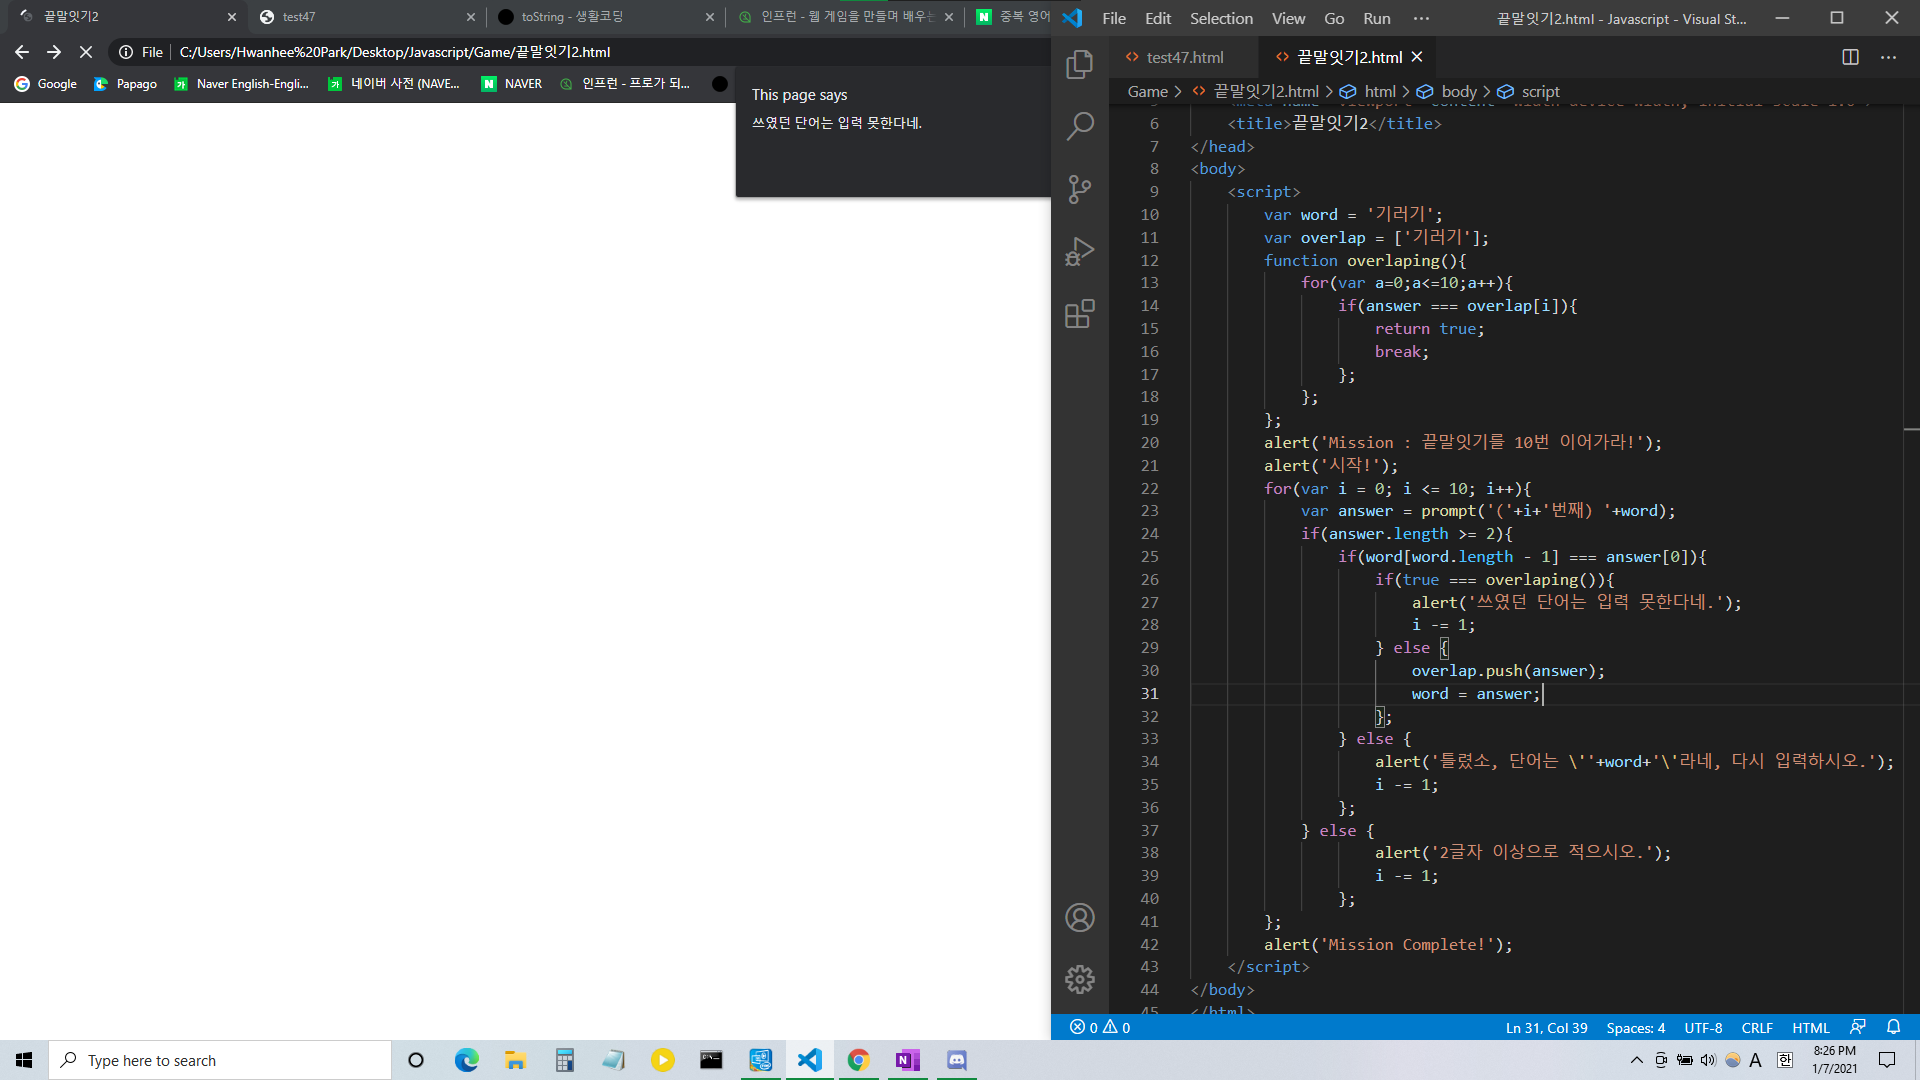 끝말잇기2
test47
toString - 생활코딩
인프런 - 웹 게임을 만들며 배우는
중복 영어
File Edit Selection View Go Run ···
끝말잇기2.html - Javascript - Visual St...
File
C:/Users/Hwanhee%20Park/Desktop/Javascript/Game/끝말잇기2.html
test47.html
끝말잇기2.html
Google
Papago
Naver English-Engli...
네이버 사전 (NAVE...
NAVER
인프런 - 프로가 되...
This page says
쓰였던 단어는 입력 못한다네.
Game > 끝말잇기2.html > html > body > script
6 <title>끝말잇기2</title>
7 </head>
8 <body>
9 <script>
10 var word = '기러기';
11 var overlap = ['기러기'];
12 function overlaping(){
13 for(var a=0;a<=10;a++){
14 if(answer === overlap[i]){
15 return true;
16 break;
17 };
18 };
19 };
20 alert('Mission : 끝말잇기를 10번 이어가라!');
21 alert('시작!');
22 for(var i = 0; i <= 10; i++){
23 var answer = prompt('('+i+'번째) '+word);
24 if(answer.length >= 2){
25 if(word[word.length - 1] === answer[0]){
26 if(true === overlaping()){
27 alert('쓰였던 단어는 입력 못한다네.');
28 i -= 1;
29 } else {
30 overlap.push(answer);
31 word = answer;
32 };
33 } else {
34 alert('틀렸소, 단어는 \''+word+'\'라네, 다시 입력하시오.');
35 i -= 1;
36 };
37 } else {
38 alert('2글자 이상으로 적으시오.');
39 i -= 1;
40 };
41 };
42 alert('Mission Complete!');
43 </script>
44 </body>
45 </html>
0 0
Ln 31, Col 39
Spaces: 4
UTF-8
CRLF
HTML
Type here to search
A
한
8:26 PM
1/7/2021